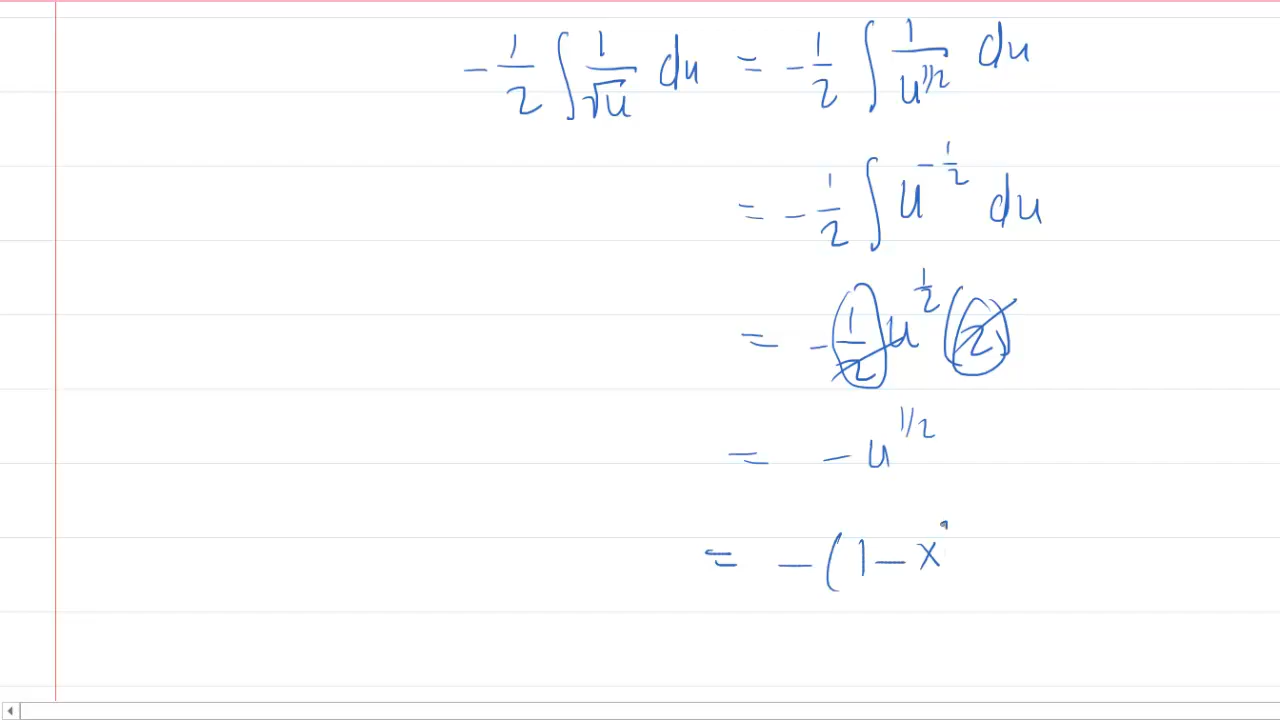 -1/2 ∫ 1/√u du = -1/2 ∫ 1/u^1/2 du
= -1/2 ∫ u^-1/2 du
= -1/2 u^1/2 (2)
= -u^1/2
= -(1-x